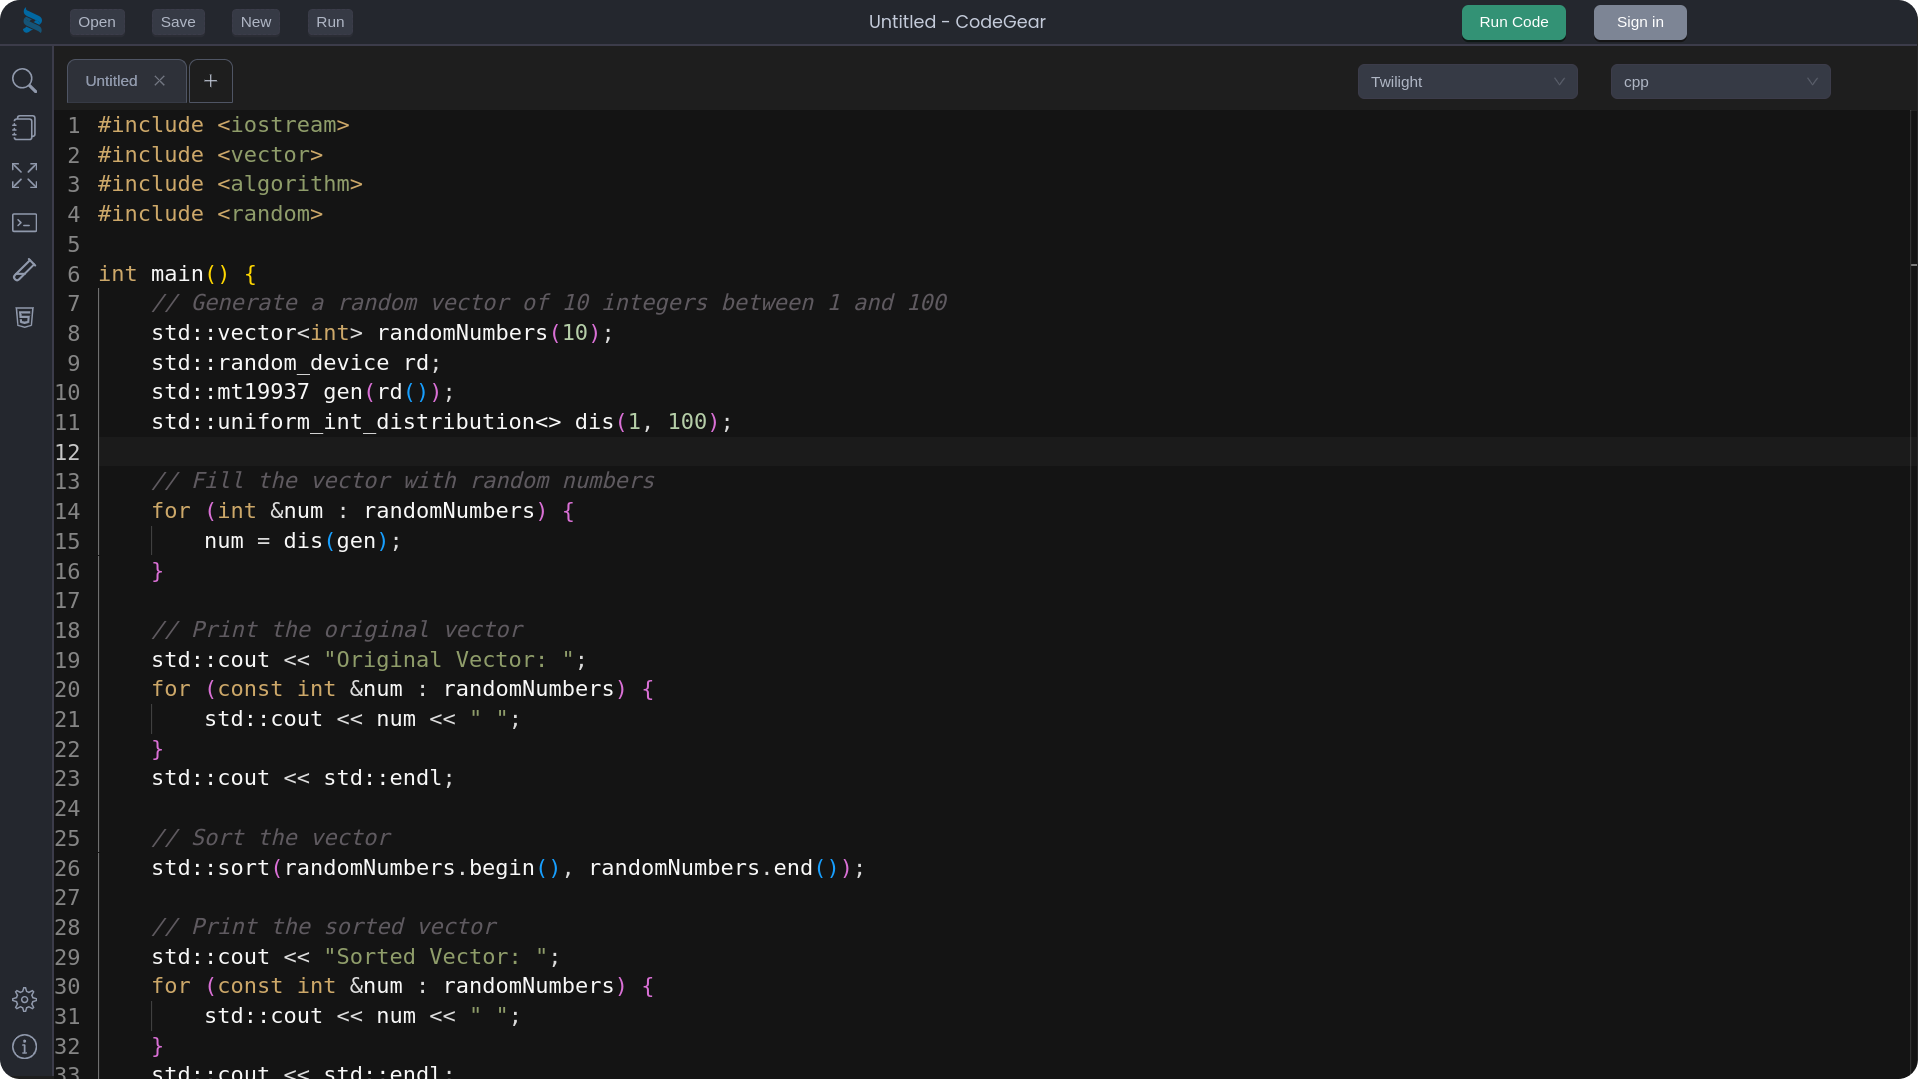 Open Save New Run Untitled - CodeGear Run Code Sign in
Untitled Twilight cpp
1 #include <iostream>
2 #include <vector>
3 #include <algorithm>
4 #include <random>
5
6 int main() {
7 // Generate a random vector of 10 integers between 1 and 100
8 std::vector<int> randomNumbers(10);
9 std::random_device rd;
10 std::mt19937 gen(rd());
11 std::uniform_int_distribution<> dis(1, 100);
12
13 // Fill the vector with random numbers
14 for (int &num : randomNumbers) {
15 num = dis(gen);
16 }
17
18 // Print the original vector
19 std::cout << "Original Vector: ";
20 for (const int &num : randomNumbers) {
21 std::cout << num << " ";
22 }
23 std::cout << std::endl;
24
25 // Sort the vector
26 std::sort(randomNumbers.begin(), randomNumbers.end());
27
28 // Print the sorted vector
29 std::cout << "Sorted Vector: ";
30 for (const int &num : randomNumbers) {
31 std::cout << num << " ";
32 }
33 std::cout << std::endl;